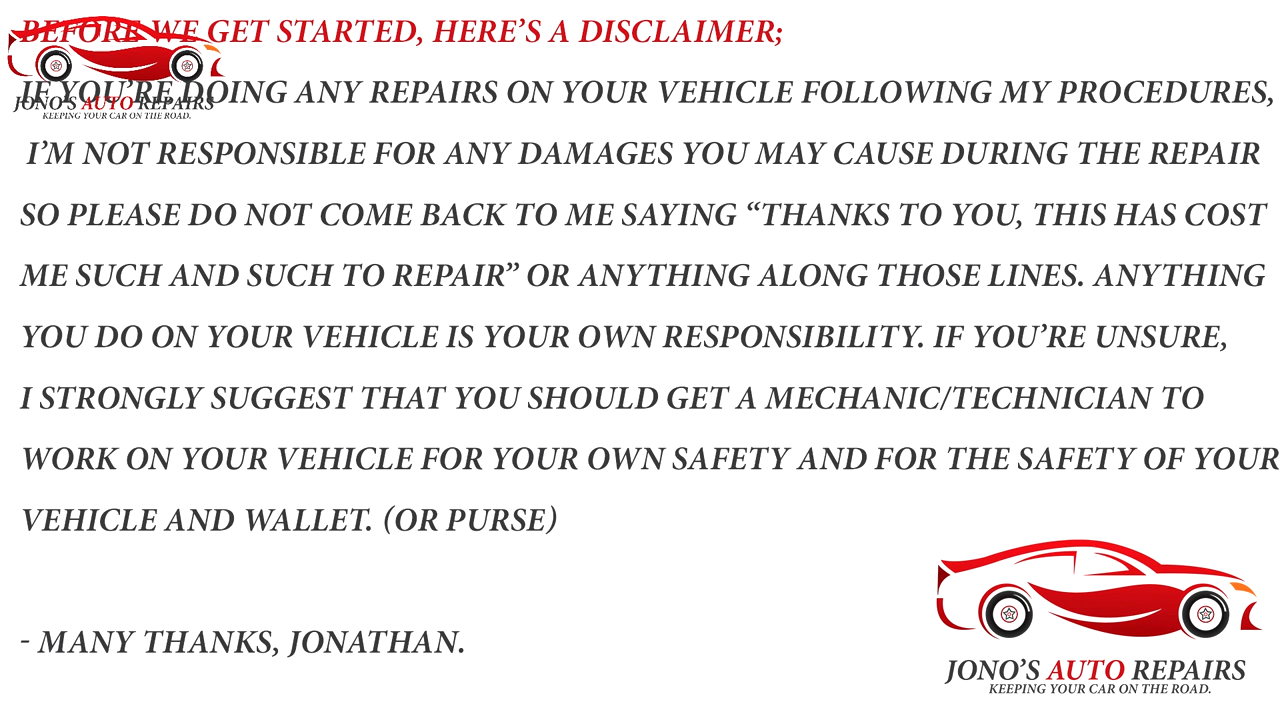 BEFORE WE GET STARTED, HERE’S A DISCLAIMER;
JONO’S AUTO REPAIRS
KEEPING YOUR CAR ON THE ROAD.
IF YOU’RE DOING ANY REPAIRS ON YOUR VEHICLE FOLLOWING MY PROCEDURES,
I’M NOT RESPONSIBLE FOR ANY DAMAGES YOU MAY CAUSE DURING THE REPAIR
SO PLEASE DO NOT COME BACK TO ME SAYING “THANKS TO YOU, THIS HAS COST
ME SUCH AND SUCH TO REPAIR” OR ANYTHING ALONG THOSE LINES. ANYTHING
YOU DO ON YOUR VEHICLE IS YOUR OWN RESPONSIBILITY. IF YOU’RE UNSURE,
I STRONGLY SUGGEST THAT YOU SHOULD GET A MECHANIC/TECHNICIAN TO
WORK ON YOUR VEHICLE FOR YOUR OWN SAFETY AND FOR THE SAFETY OF YOUR
VEHICLE AND WALLET. (OR PURSE)
- MANY THANKS, JONATHAN.
JONO’S AUTO REPAIRS
KEEPING YOUR CAR ON THE ROAD.